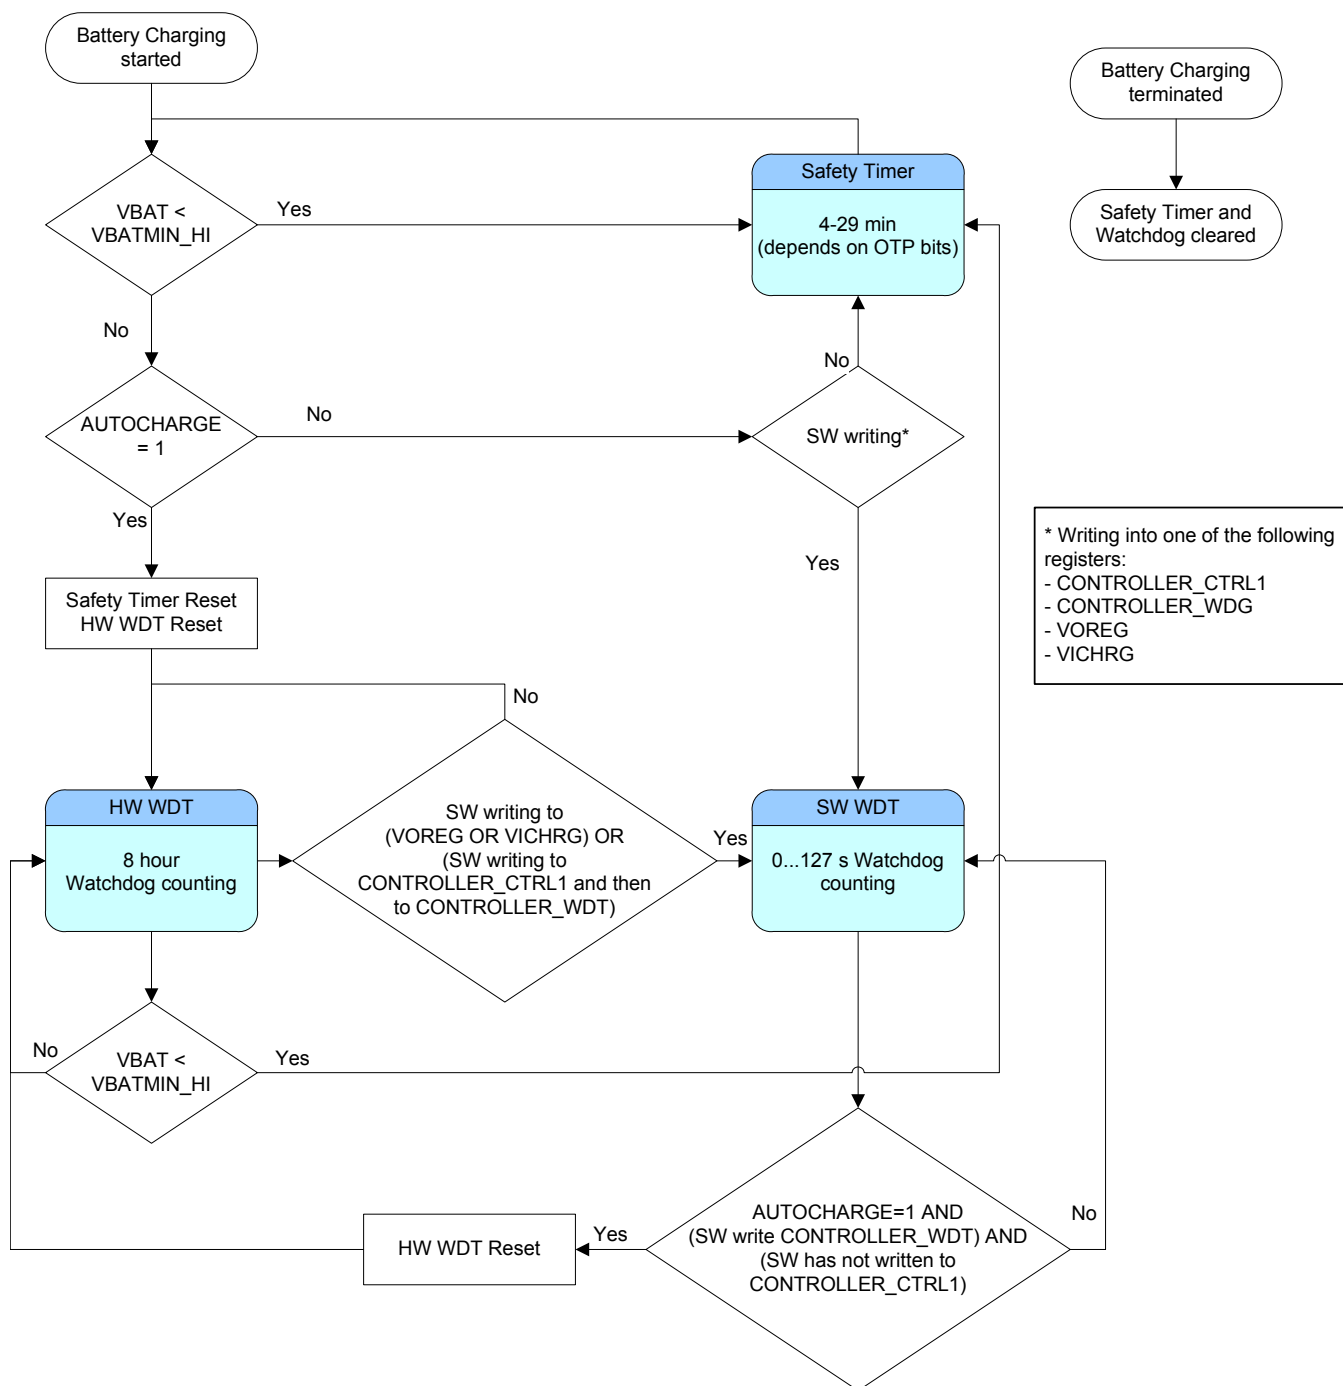 Battery Charging
started
Battery Charging
terminated
Safety Timer
VBAT <
VBATMIN_HI
Yes
4-29 min
(depends on OTP bits)
Safety Timer and
Watchdog cleared
No
No
AUTOCHARGE
= 1
No
SW writing*
Yes
* Writing into one of the following
registers:
- CONTROLLER_CTRL1
- CONTROLLER_WDG
- VOREG
- VICHRG
Yes
Safety Timer Reset
HW WDT Reset
No
HW WDT
8 hour
Watchdog counting
SW writing to
(VOREG OR VICHRG) OR
(SW writing to
CONTROLLER_CTRL1 and then
to CONTROLLER_WDT)
Yes
SW WDT
0...127 s Watchdog
counting
No
VBAT <
VBATMIN_HI
Yes
HW WDT Reset
Yes
AUTOCHARGE=1 AND
(SW write CONTROLLER_WDT) AND
(SW has not written to
CONTROLLER_CTRL1)
No